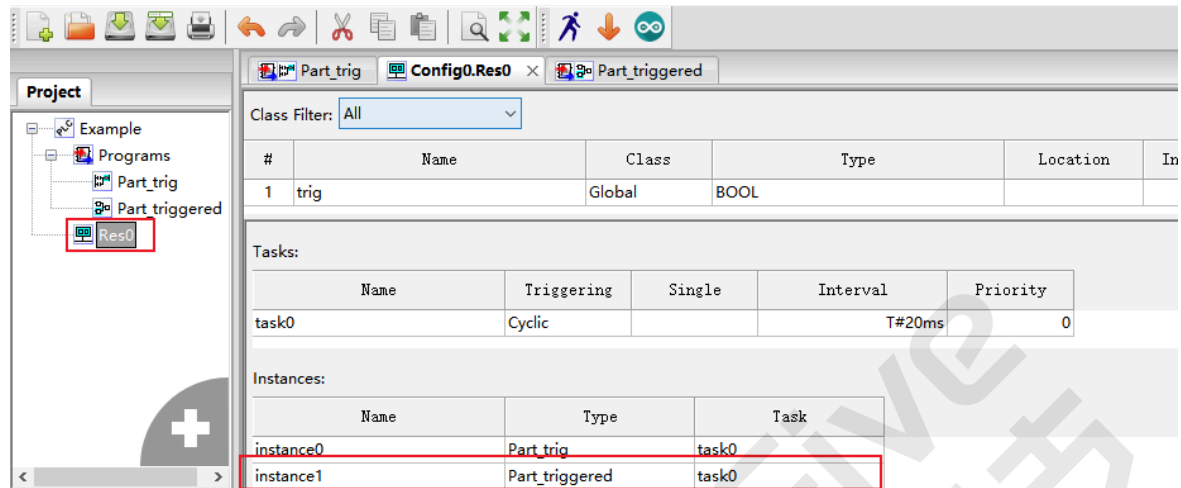 Part_trig Config0.Res0 Part_triggered
Project
Class Filter: All
Example
Programs
Part_trig
Part_triggered
Res0
# Name Class Type Location In
1 trig Global BOOL
Tasks:
Name Triggering Single Interval Priority
task0 Cyclic T#20ms 0
Instances:
Name Type Task
instance0 Part_trig task0
instance1 Part_triggered task0